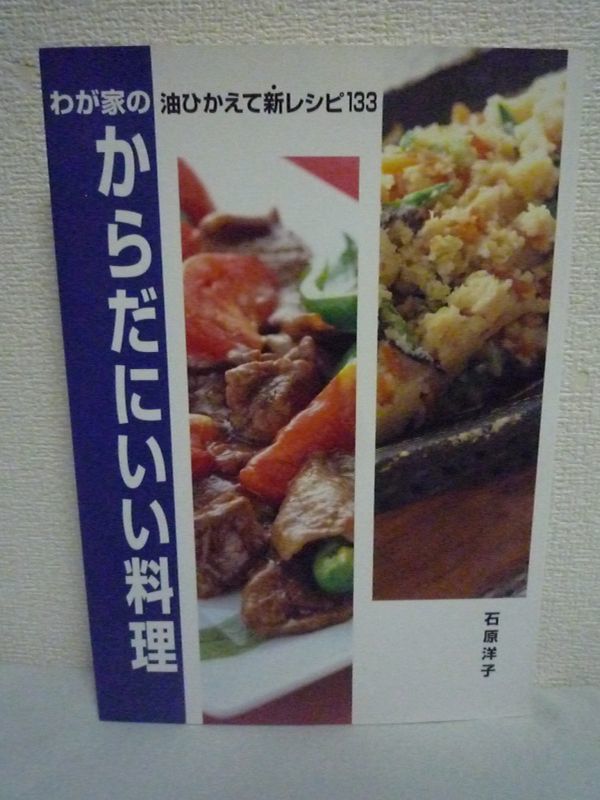 わが家の
からだにいい料理
油ひかえて新レシピ133
石原洋子